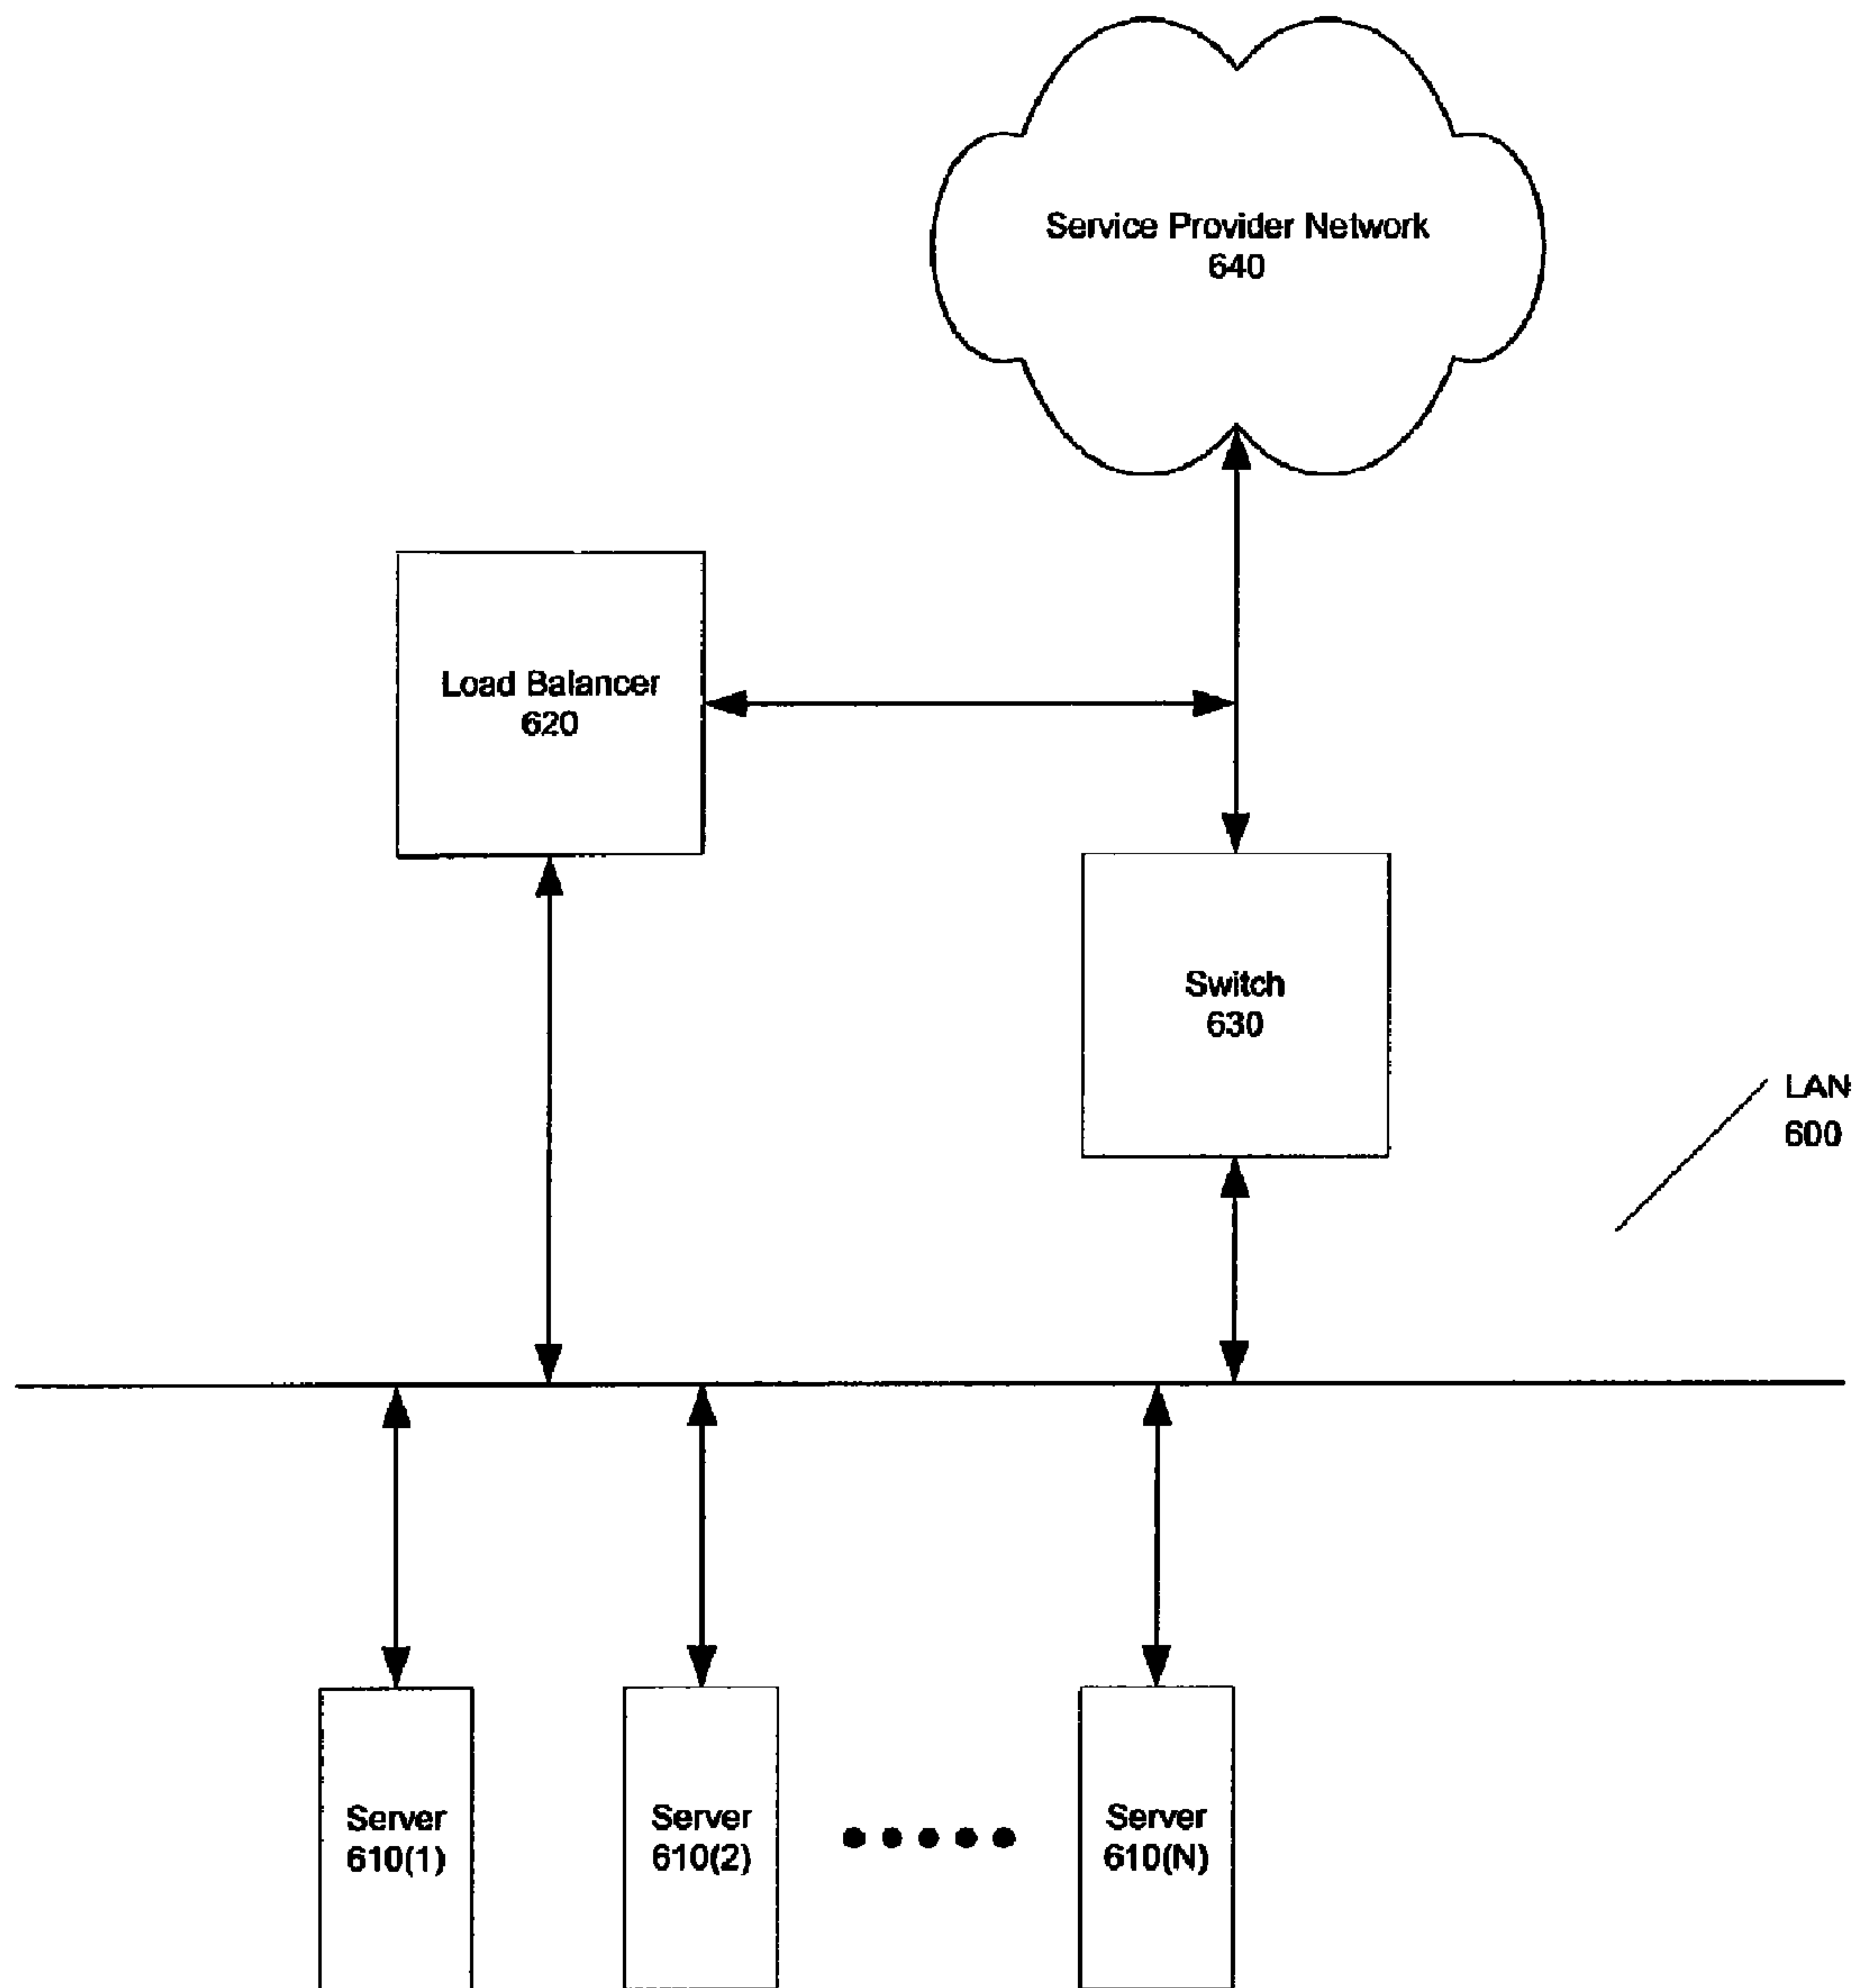 Service Provider Network
640
Load Balancer
620
Switch
630
LAN
600
Server
610(1)
Server
610(2)
Server
610(N)